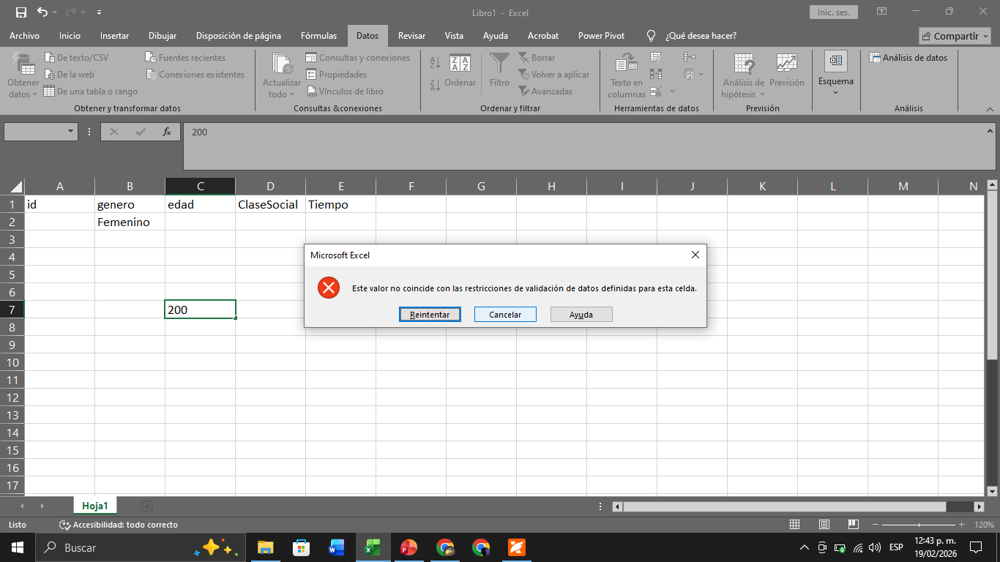 Libro1 - Excel
Inic. ses.
Archivo Inicio Insertar Dibujar Disposición de página Fórmulas Datos Revisar Vista Ayuda Acrobat Power Pivot ¿Qué desea hacer? Compartir
Obtener datos
De texto/CSV
De la web
De una tabla o rango
Fuentes recientes
Conexiones existentes
Obtener y transformar datos
Actualizar todo
Consultas y conexiones
Propiedades
Vínculos de libro
Consultas &conexiones
Ordenar
Filtro
Borrar
Volver a aplicar
Avanzadas
Ordenar y filtrar
Texto en columnas
Herramientas de datos
Análisis de hipótesis
Previsión
Previsión
Esquema
Análisis de datos
Análisis
fx 200
A B C D E F G H I J K L M N
1 id genero edad ClaseSocial Tiempo
2 Femenino
3
4
5
6
7 200
8
9
10
11
12
13
14
15
16
17
Microsoft Excel
Este valor no coincide con las restricciones de validación de datos definidas para esta celda.
Reintentar Cancelar Ayuda
Hoja1
Listo Accesibilidad: todo correcto 120%
Buscar
ESP
12:43 p. m.
19/02/2026